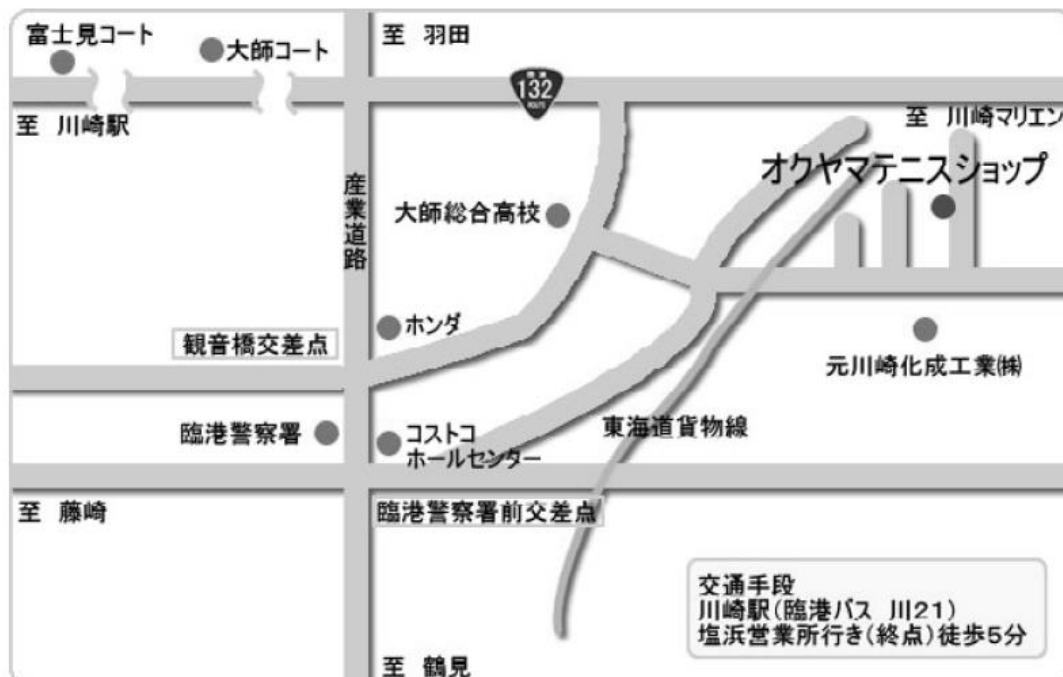 富士見コート
大師コート
至 羽田
国道
132
ROUTE
至 川崎駅
至 川崎マリエン
オクヤマテニスショップ
産業道路
大師総合高校
ホンダ
観音橋交差点
元川崎化成工業㈱
臨港警察署
コストコ
ホールセンター
東海道貨物線
至 藤崎
臨港警察署前交差点
交通手段
川崎駅(臨港バス 川21)
塩浜営業所行き(終点)徒歩5分
至 鶴見